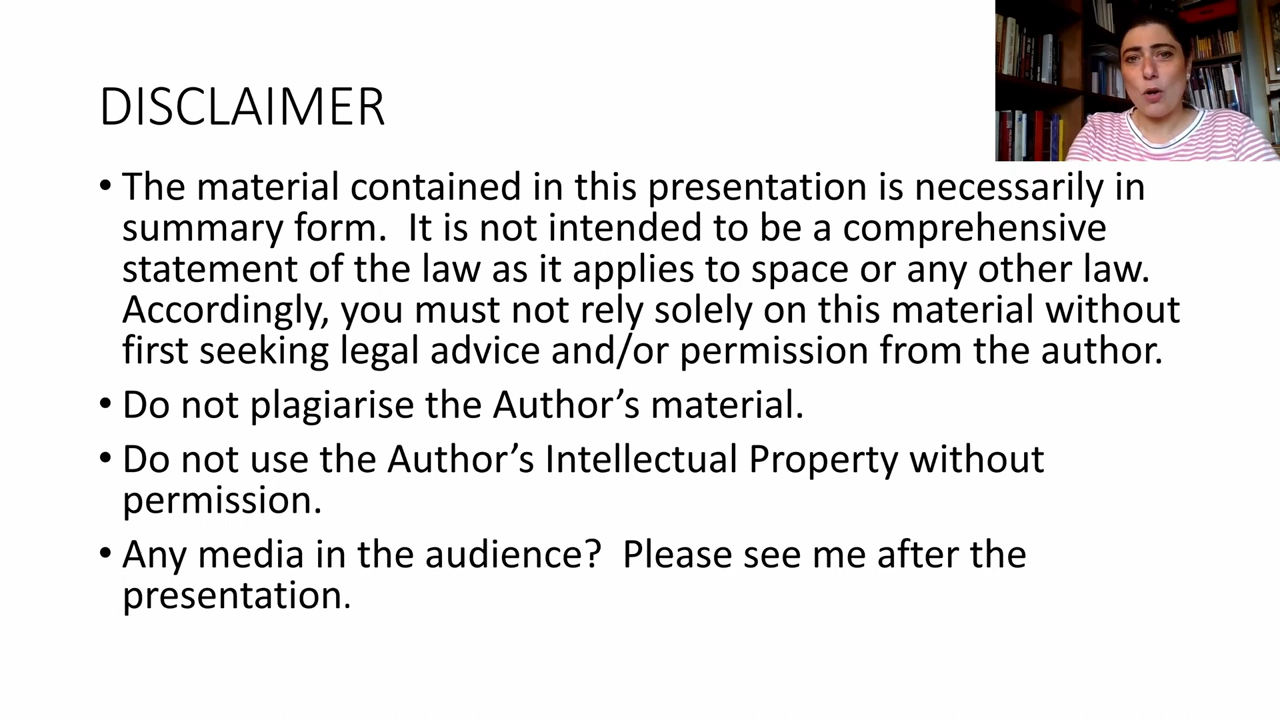 DISCLAIMER
• The material contained in this presentation is necessarily in
summary form.  It is not intended to be a comprehensive
statement of the law as it applies to space or any other law.
Accordingly, you must not rely solely on this material without
first seeking legal advice and/or permission from the author.
• Do not plagiarise the Author’s material.
• Do not use the Author’s Intellectual Property without
permission.
• Any media in the audience?  Please see me after the
presentation.